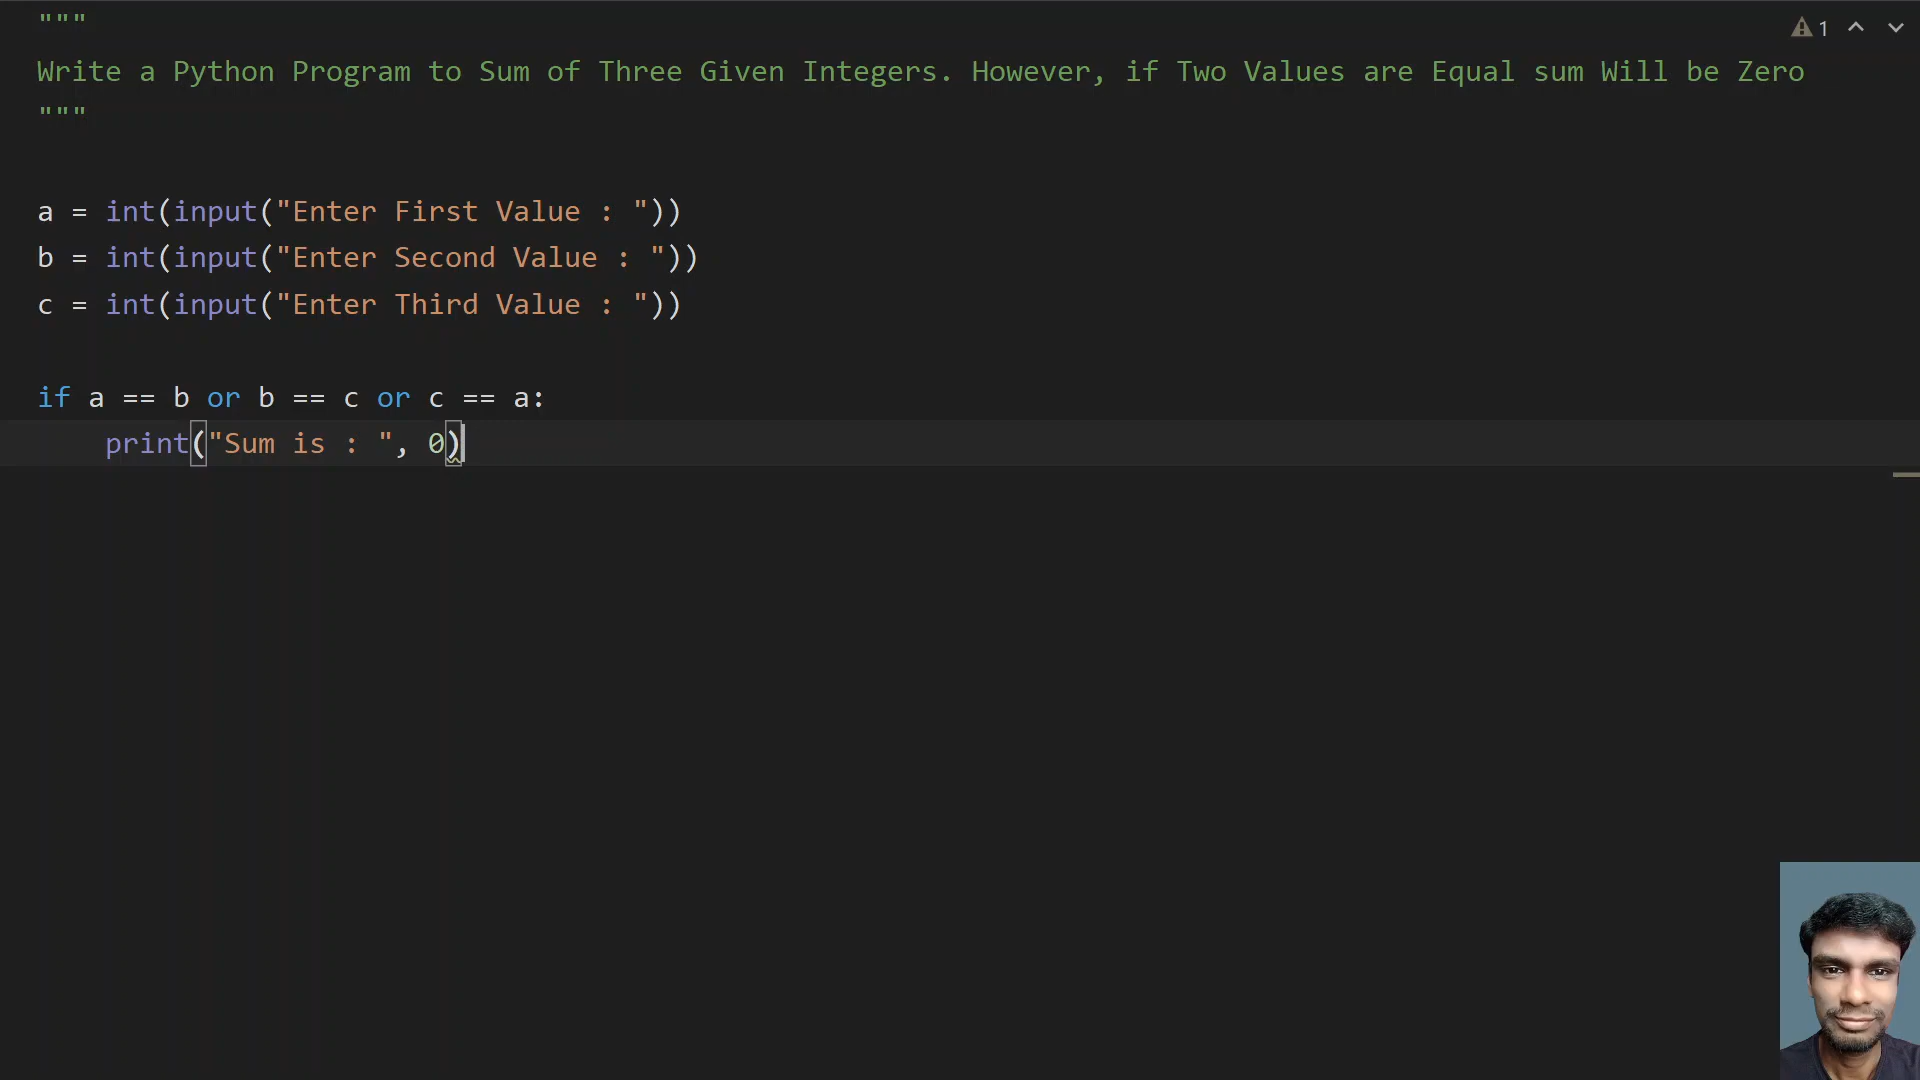 """
1
Write a Python Program to Sum of Three Given Integers. However, if Two Values are Equal sum Will be Zero
"""
a = int(input("Enter First Value : "))
b = int(input("Enter Second Value : "))
c = int(input("Enter Third Value : "))
if a == b or b == c or c == a:
    print("Sum is : ", 0)